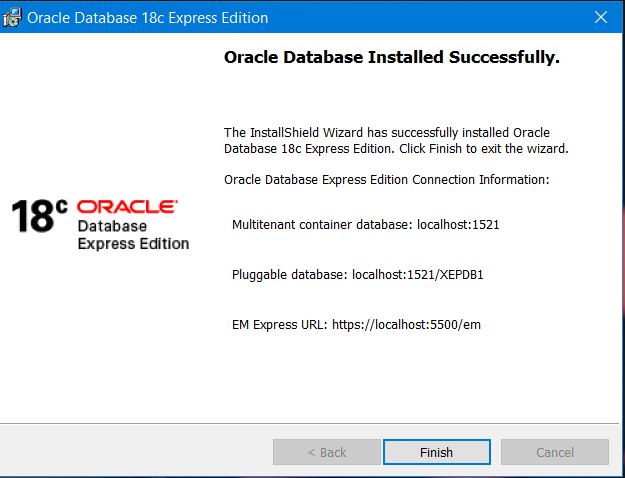 Oracle Database 18c Express Edition
Oracle Database Installed Successfully.
The InstallShield Wizard has successfully installed Oracle
Database 18c Express Edition. Click Finish to exit the wizard.
Oracle Database Express Edition Connection Information:
18c ORACLE
Database
Express Edition
Multitenant container database: localhost:1521
Pluggable database: localhost:1521/XEPDB1
EM Express URL: https://localhost:5500/em
< Back
Finish
Cancel